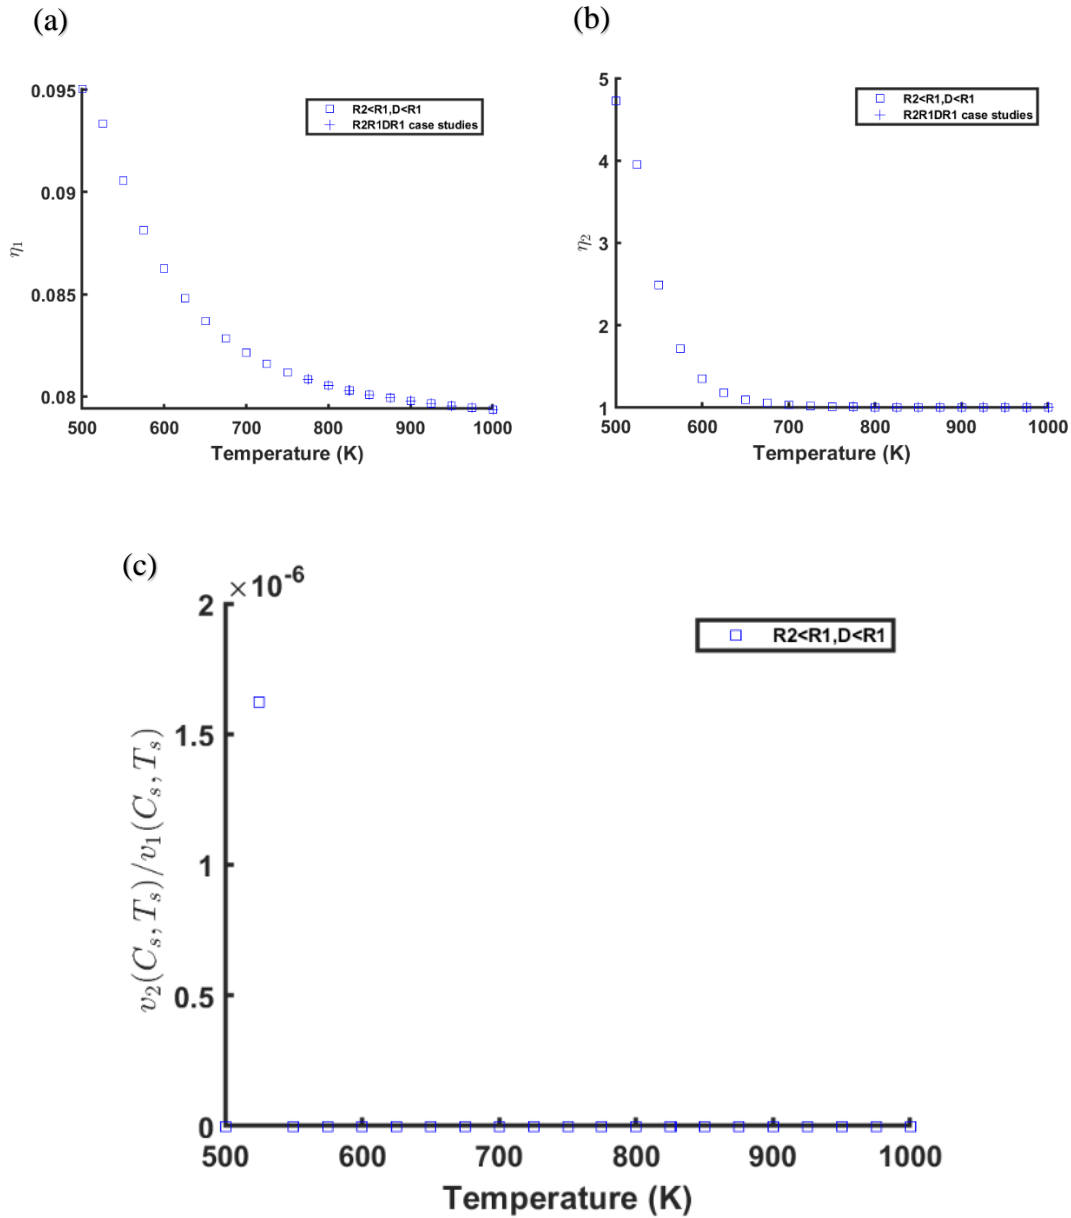 (a)
0.095
0.09
0.085
0.08
η₁
R2<R1,D<R1
R2R1DR1 case studies
500 600 700 800 900 1000
Temperature (K)
(b)
5
4
3
2
1
η₂
R2<R1,D<R1
R2R1DR1 case studies
500 600 700 800 900 1000
Temperature (K)
(c)
×10⁻⁶
2
1.5
1
0.5
0
v₂(Cₛ, Tₛ)/v₁(Cₛ, Tₛ)
R2<R1,D<R1
500 600 700 800 900 1000
Temperature (K)